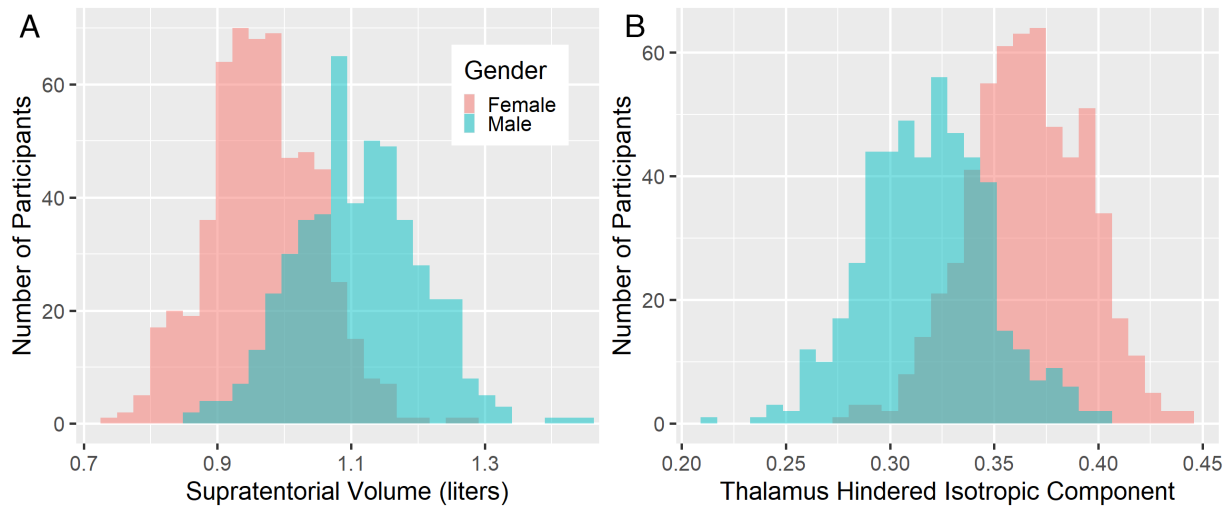 A
Number of Participants
60
40
20
0
Gender
Female
Male
0.7
0.9
1.1
1.3
Supratentorial Volume (liters)
B
Number of Participants
60
40
20
0
0.20
0.25
0.30
0.35
0.40
0.45
Thalamus Hindered Isotropic Component